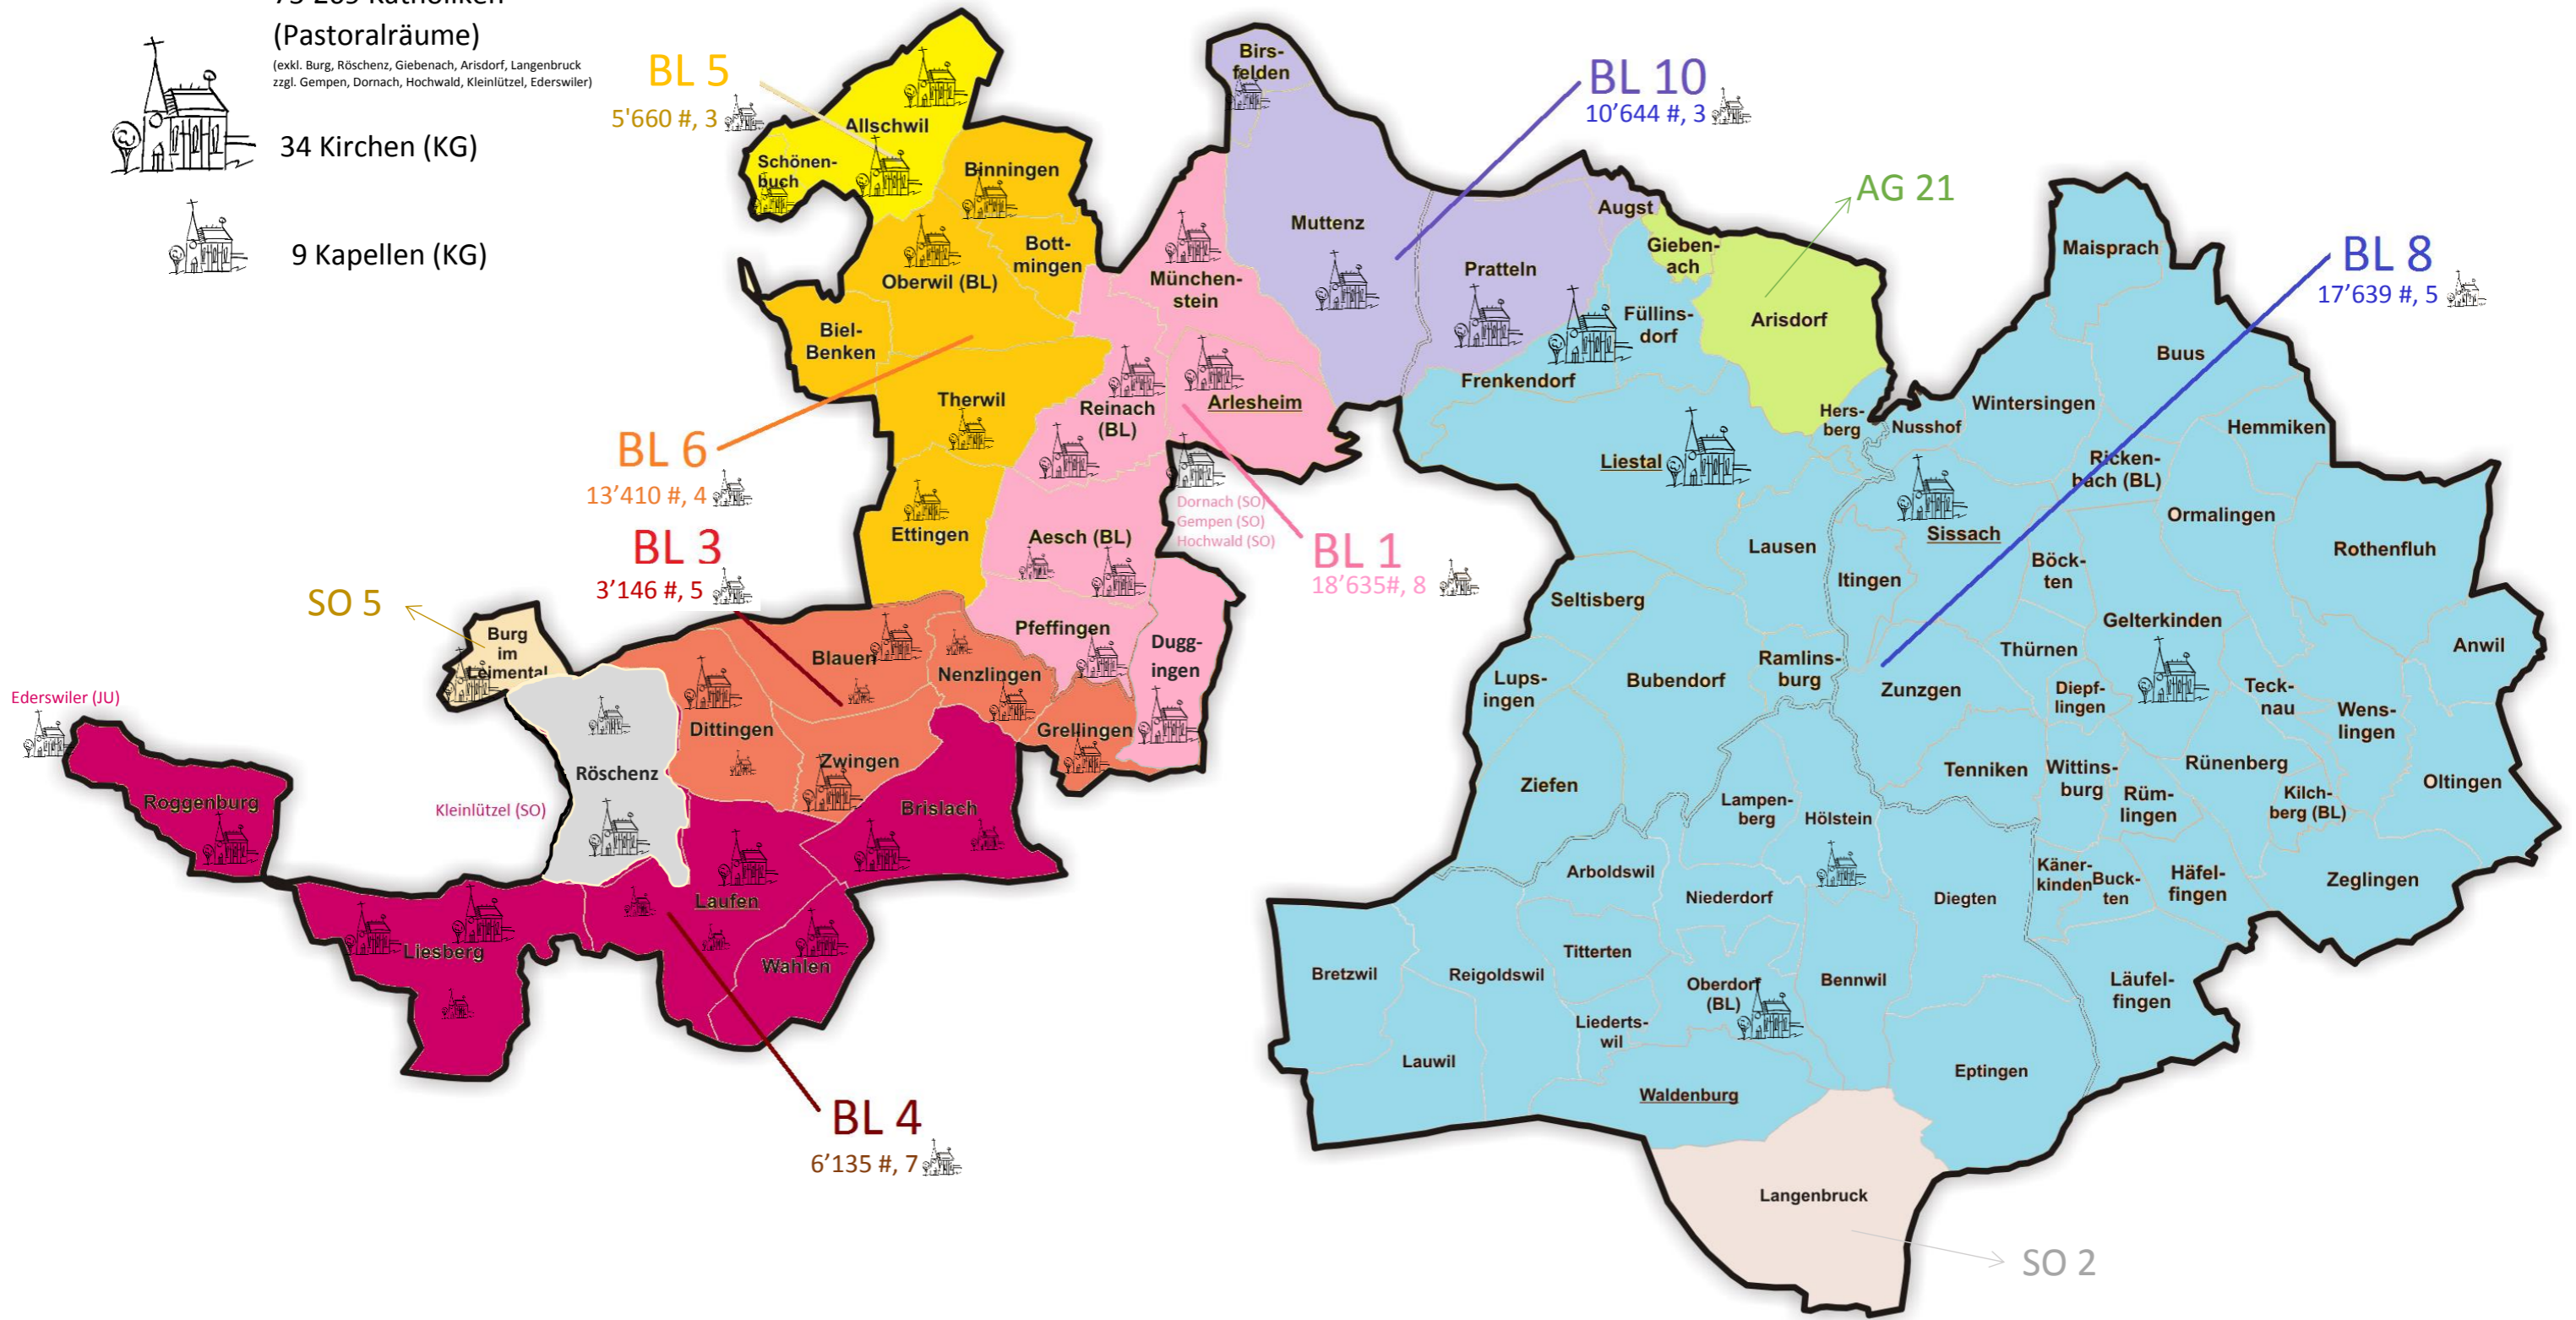 (Pastoralräume)
(exkl. Burg, Röschenz, Giebenach, Arisdorf, Langenbruck
zzgl. Gempen, Dornach, Hochwald, Kleinlützel, Ederswiler)
34 Kirchen (KG)
9 Kapellen (KG)
BL 5
5'660 #, 3
Allschwil
Schönen-
buch
Binningen
Bott-
mingen
Oberwil (BL)
Biel-
Benken
BL 6
13’410 #, 4
Therwil
Ettingen
BL 3
3’146 #, 5
Birs-
felden
Muttenz
BL 10
10’644 #, 3
Augst
Pratteln
AG 21
Gieben-
ach
Arisdorf
München-
stein
Reinach
(BL)
Arlesheim
Dornach (SO)
Gempen (SO)
Hochwald (SO)
BL 1
18’635#, 8
Aesch (BL)
Pfeffingen
Dugg-
ingen
SO 5
Burg
im
Leimental
Ederswiler (JU)
Roggenburg
Kleinlützel (SO)
Röschenz
Blauen
Nenzlingen
Dittingen
Zwingen
Grellingen
Brislach
Laufen
Liesberg
Wahlen
BL 4
6’135 #, 7
BL 8
17’639 #, 5
Maisprach
Buus
Füllins-
dorf
Frenkendorf
Hers-
berg
Nusshof
Wintersingen
Hemmiken
Liestal
Ricken-
bach (BL)
Ormalingen
Sissach
Rothenfluh
Lausen
Itingen
Böck-
ten
Seltisberg
Gelterkinden
Thürnen
Anwil
Lups-
ingen
Bubendorf
Ramlins-
burg
Zunzgen
Diepf-
lingen
Teck-
nau
Wens-
lingen
Ziefen
Tenniken
Wittins-
burg
Rünenberg
Rüm-
lingen
Kilch-
berg (BL)
Oltingen
Lampen-
berg
Hölstein
Arboldswil
Niederdorf
Diegten
Käner-
kinden
Buck-
ten
Häfel-
fingen
Zeglingen
Titterten
Bretzwil
Reigoldswil
Oberdorf
(BL)
Bennwil
Läufel-
fingen
Liederts-
wil
Lauwil
Eptingen
Waldenburg
Langenbruck
SO 2